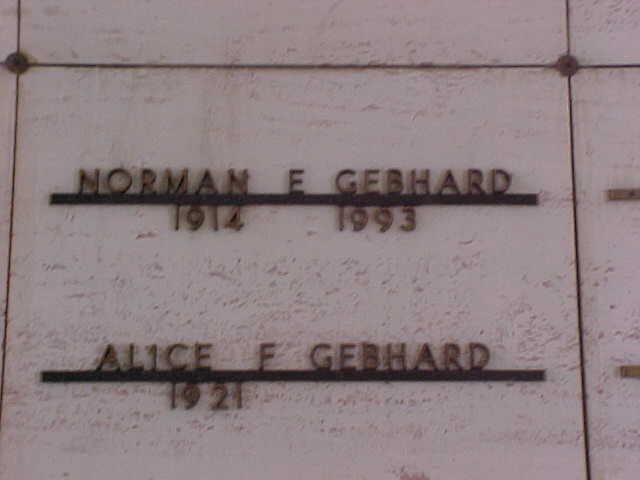 NORMAN E GEBHARD
1914 1993
ALICE F GEBHARD
1921